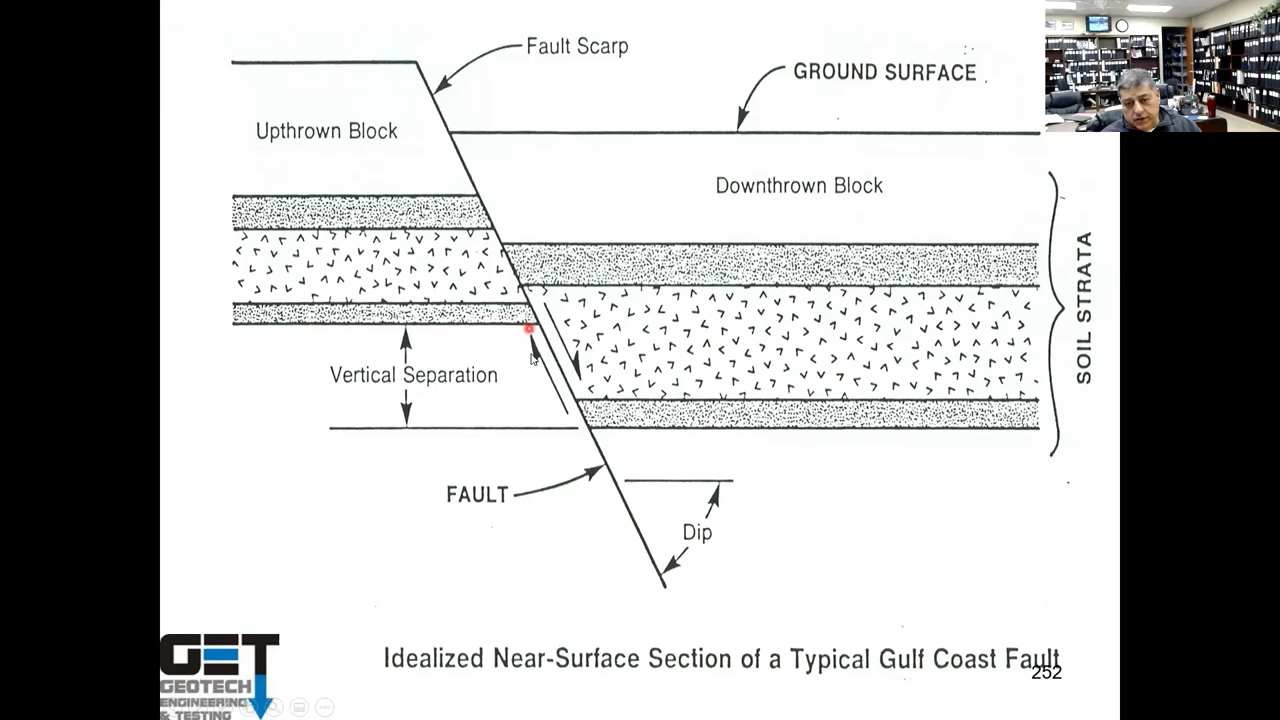 Fault Scarp
GROUND SURFACE
Upthrown Block
Downthrown Block
SOIL STRATA
Vertical Separation
FAULT
Dip
Idealized Near-Surface Section of a Typical Gulf Coast Fault
252
GET
GEOTECH
ENGINEERING
& TESTING